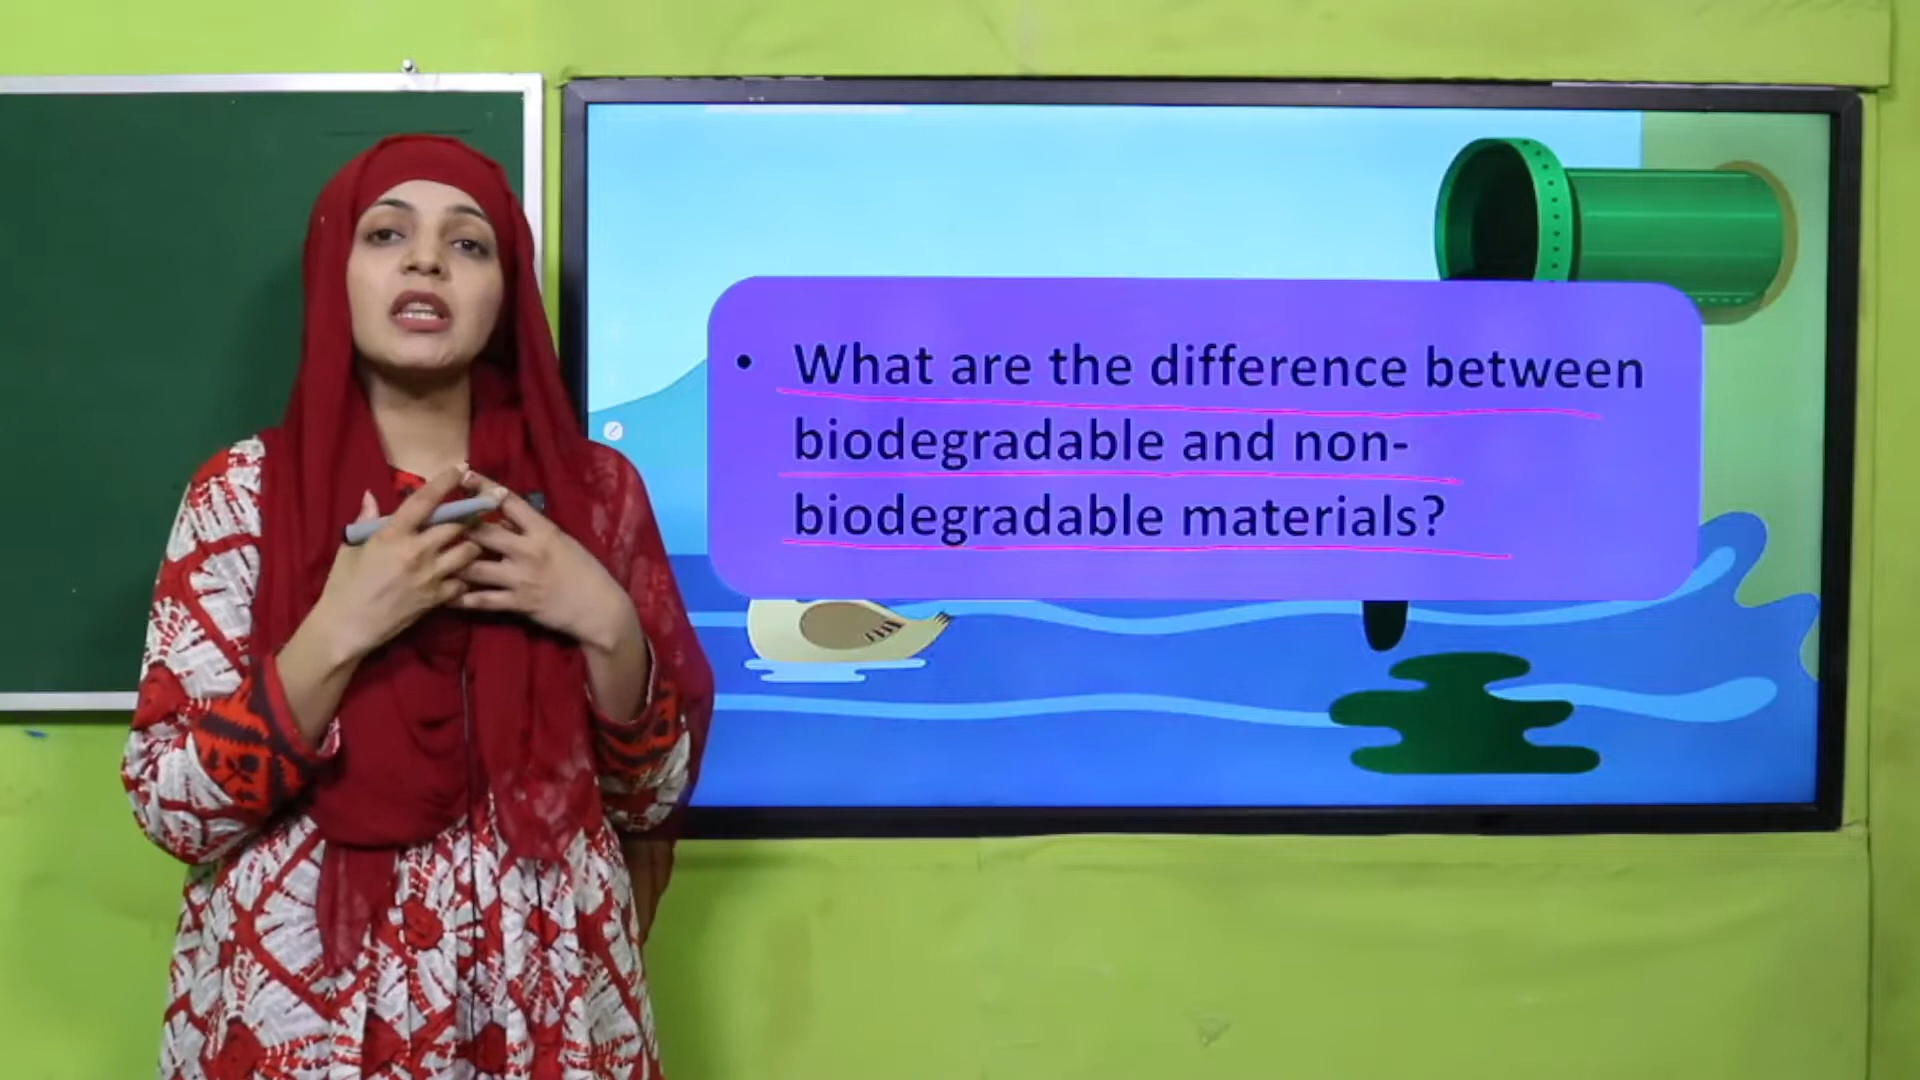 • What are the difference between
biodegradable and non-
biodegradable materials?